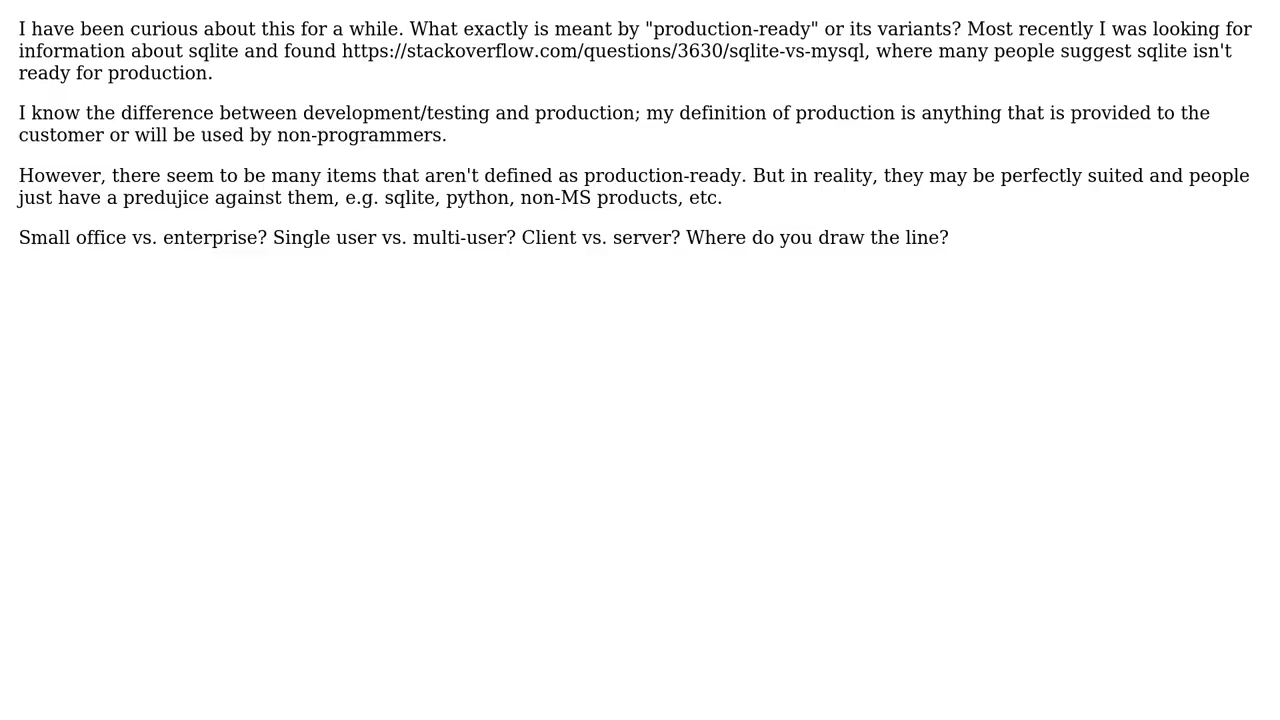 I have been curious about this for a while. What exactly is meant by "production-ready" or its variants? Most recently I was looking for
information about sqlite and found https://stackoverflow.com/questions/3630/sqlite-vs-mysql, where many people suggest sqlite isn't
ready for production.
I know the difference between development/testing and production; my definition of production is anything that is provided to the
customer or will be used by non-programmers.
However, there seem to be many items that aren't defined as production-ready. But in reality, they may be perfectly suited and people
just have a predujice against them, e.g. sqlite, python, non-MS products, etc.
Small office vs. enterprise? Single user vs. multi-user? Client vs. server? Where do you draw the line?